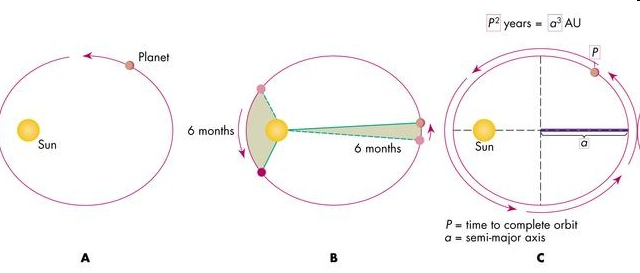 P² years = a³ AU
Planet
Sun
6 months
6 months
P
Sun
a
P = time to complete orbit
a = semi-major axis
A
B
C